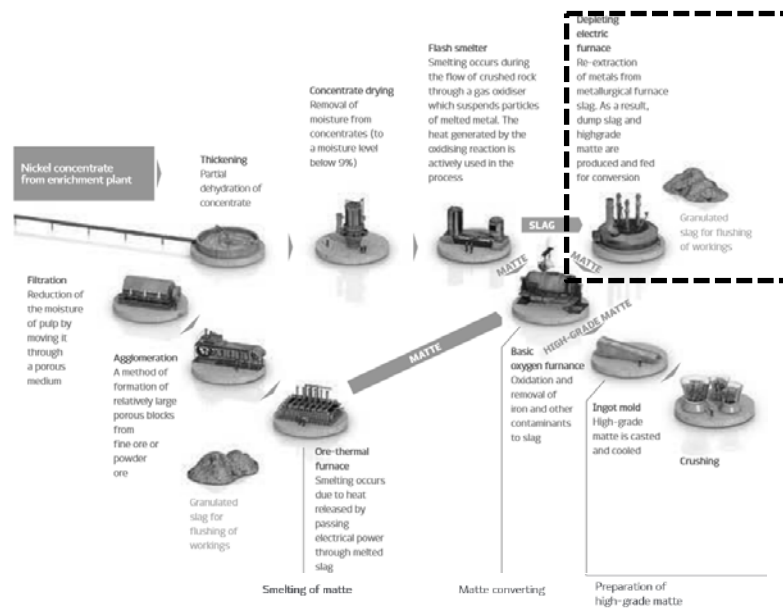 Nickel concentrate
from enrichment plant
Thickening
Partial
dehydration of
concentrate
Concentrate drying
Removal of
moisture from
concentrates (to
a moisture level
below 9%)
Flash smelter
Smelting occurs during
the flow of crushed rock
through a gas oxidiser
which suspends particles
of melted metal. The
heat generated by the
oxidising reaction is
actively used in the
process
Depleting
electric
furnace
Re-extraction
of metals from
metallurgical furnace
slag. As a result,
dump slag and
highgrade
matte are
produced and fed
for conversion
Granulated
slag for flushing
of workings
SLAG
MATTE
MATTE
Filtration
Reduction of
the moisture
of pulp by
moving it
through
a porous
medium
Agglomeration
A method of
formation of
relatively large
porous blocks
from
fine ore or
powder
ore
Granulated
slag for
flushing of
workings
MATTE
Ore-thermal
furnace
Smelting occurs
due to heat
released by
passing
electrical power
through melted
slag
HIGH-GRADE MATTE
Basic
oxygen furnance
Oxidation and
removal of
iron and other
contaminants
to slag
Ingot mold
High-grade
matte is casted
and cooled
Crushing
Smelting of matte
Matte converting
Preparation of
high-grade matte